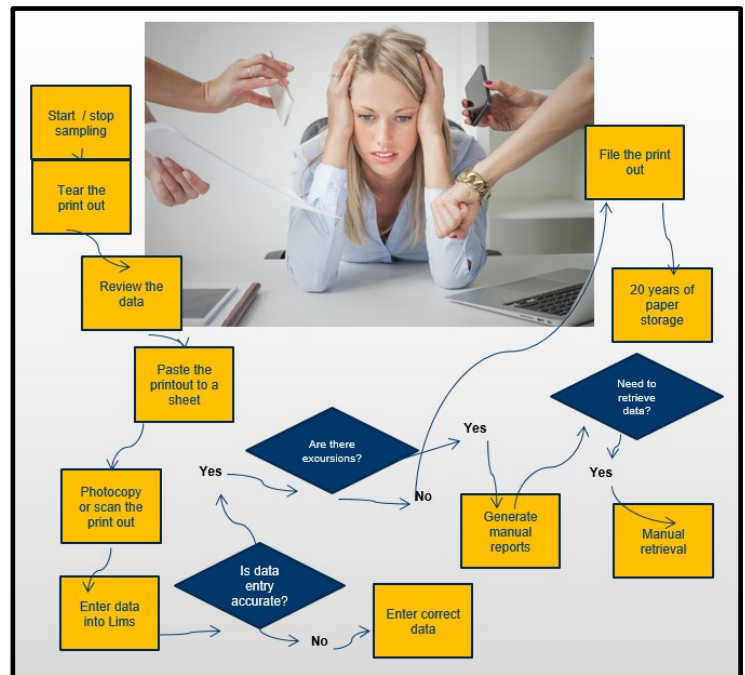 Start / stop
sampling
Tear the
print out
Review the
data
Paste the
printout to a
sheet
Photocopy
or scan the
print out
Enter data
into Lims
Is data
entry
accurate?
No
Enter correct
data
Yes
Are there
excursions?
No
Yes
Generate
manual
reports
File the print
out
20 years of
paper
storage
Need to
retrieve
data?
Yes
Manual
retrieval